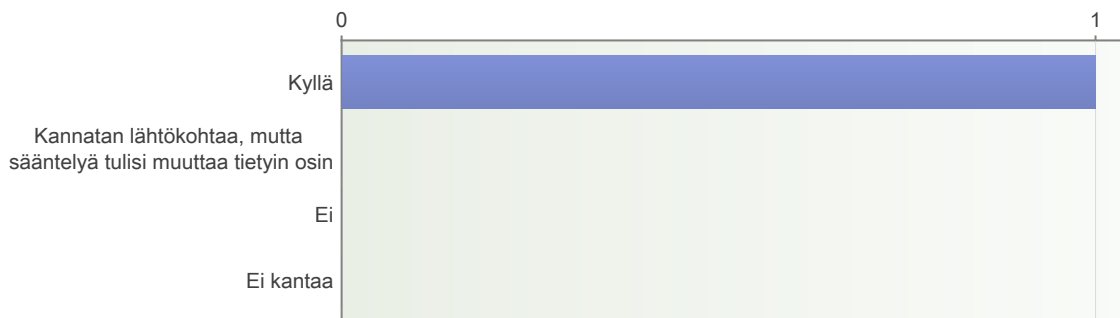 0 1
Kyllä
Kannatan lähtökohtaa, mutta
sääntelyä tulisi muuttaa tietyin osin
Ei
Ei kantaa